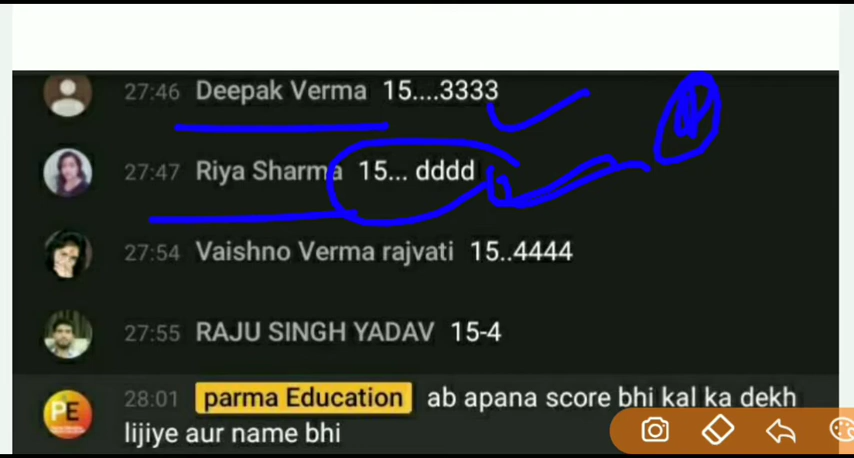 27:46 Deepak Verma 15....3333
27:47 Riya Sharma 15... dddd
27:54 Vaishno Verma rajvati 15..4444
27:55 RAJU SINGH YADAV 15-4
PE 28:01 parma Education ab apana score bhi kal ka dekh
lijiye aur name bhi